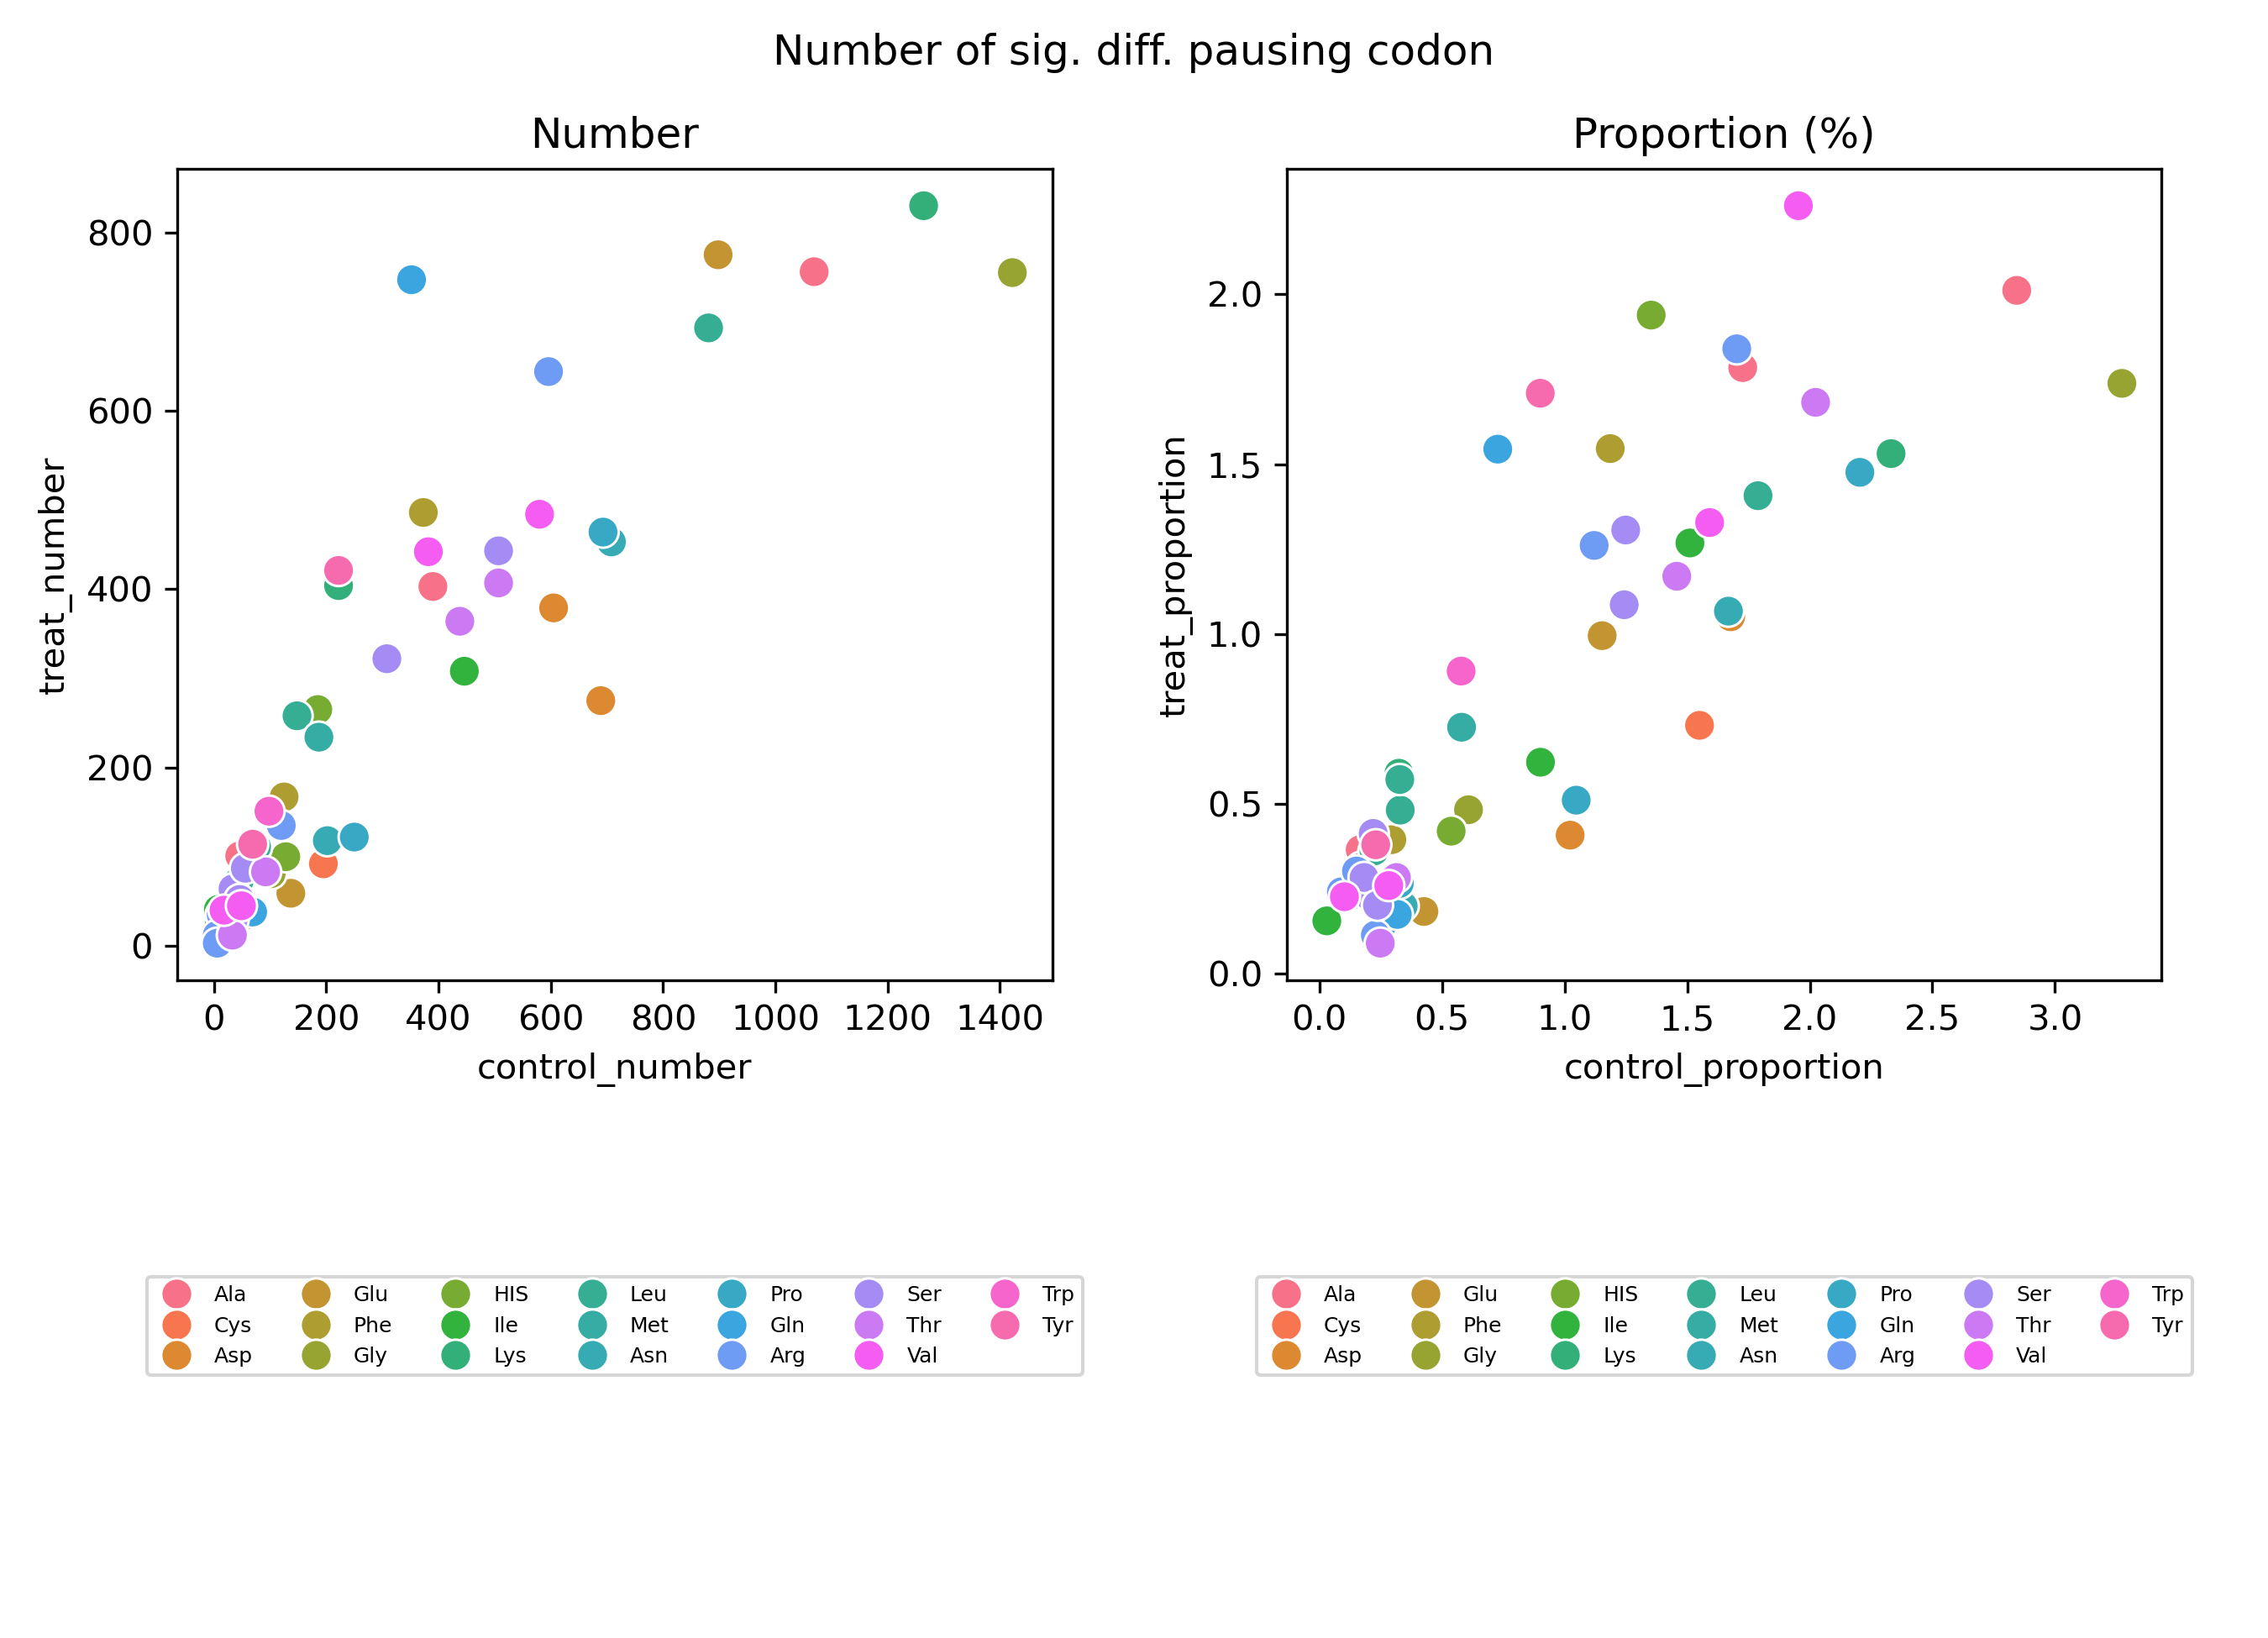 Number of sig. diff. pausing codon
Number
800
600
400
200
0
treat_number
0 200 400 600 800 1000 1200 1400
control_number
Ala Glu HIS Leu Pro Ser Trp
Cys Phe Ile Met Gln Thr Tyr
Asp Gly Lys Asn Arg Val
Proportion (%)
2.0
1.5
1.0
0.5
0.0
treat_proportion
0.0 0.5 1.0 1.5 2.0 2.5 3.0
control_proportion
Ala Glu HIS Leu Pro Ser Trp
Cys Phe Ile Met Gln Thr Tyr
Asp Gly Lys Asn Arg Val